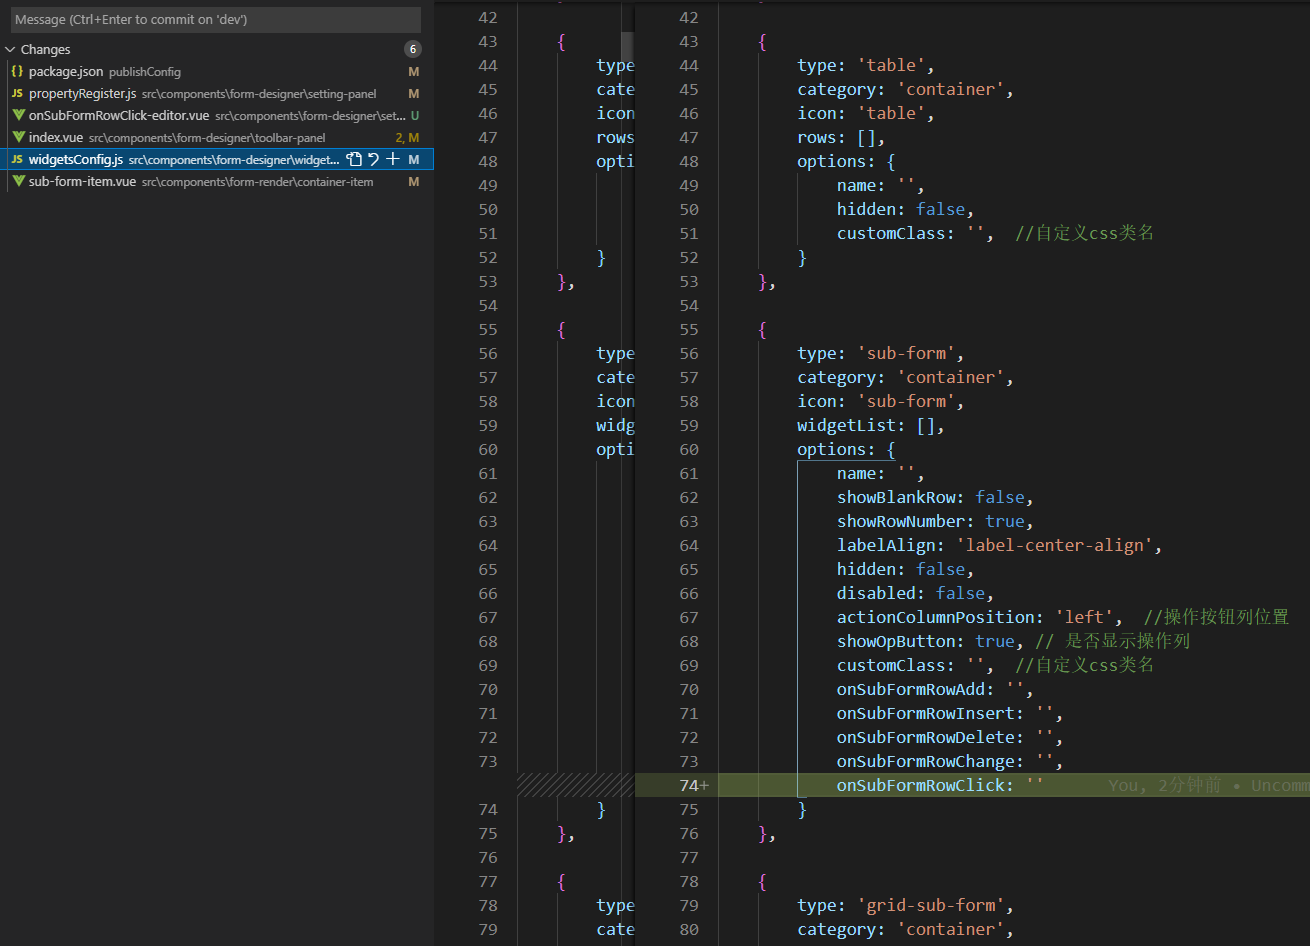 Message (Ctrl+Enter to commit on 'dev')
Changes 6
{} package.json publishConfig M
JS propertyRegister.js src\components\form-designer\setting-panel M
onSubFormRowClick-editor.vue src\components\form-designer\set... U
index.vue src\components\form-designer\toolbar-panel 2, M
JS widgetsConfig.js src\components\form-designer\widget... M
sub-form-item.vue src\components\form-render\container-item M
42
43 {
44 type
45 cate
46 icon
47 rows
48 opti
49
50
51
52 }
53 },
54
55 {
56 type
57 cate
58 icon
59 widg
60 opti
61
62
63
64
65
66
67
68
69
70
71
72
73
74 }
75 },
76
77 {
78 type
79 cate
42
43 {
44 type: 'table',
45 category: 'container',
46 icon: 'table',
47 rows: [],
48 options: {
49 name: '',
50 hidden: false,
51 customClass: '', //自定义css类名
52 }
53 },
54
55 {
56 type: 'sub-form',
57 category: 'container',
58 icon: 'sub-form',
59 widgetList: [],
60 options: {
61 name: '',
62 showBlankRow: false,
63 showRowNumber: true,
64 labelAlign: 'label-center-align',
65 hidden: false,
66 disabled: false,
67 actionColumnPosition: 'left', //操作按钮列位置
68 showOpButton: true, // 是否显示操作列
69 customClass: '', //自定义css类名
70 onSubFormRowAdd: '',
71 onSubFormRowInsert: '',
72 onSubFormRowDelete: '',
73 onSubFormRowChange: '',
74+ onSubFormRowClick: '' You, 2分钟前 • Uncomm
75 }
76 },
77
78 {
79 type: 'grid-sub-form',
80 category: 'container',